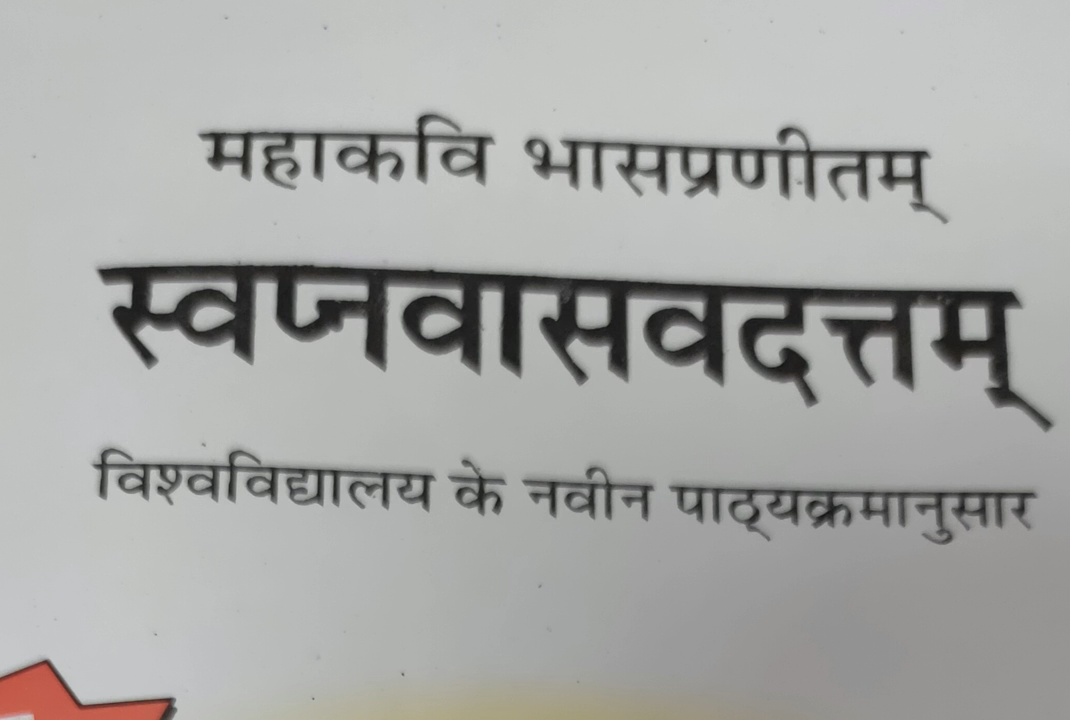 महाकवि भासप्रणीतम्
स्वप्नवासवदत्तम्
विश्वविद्यालय के नवीन पाठ्यक्रमानुसार